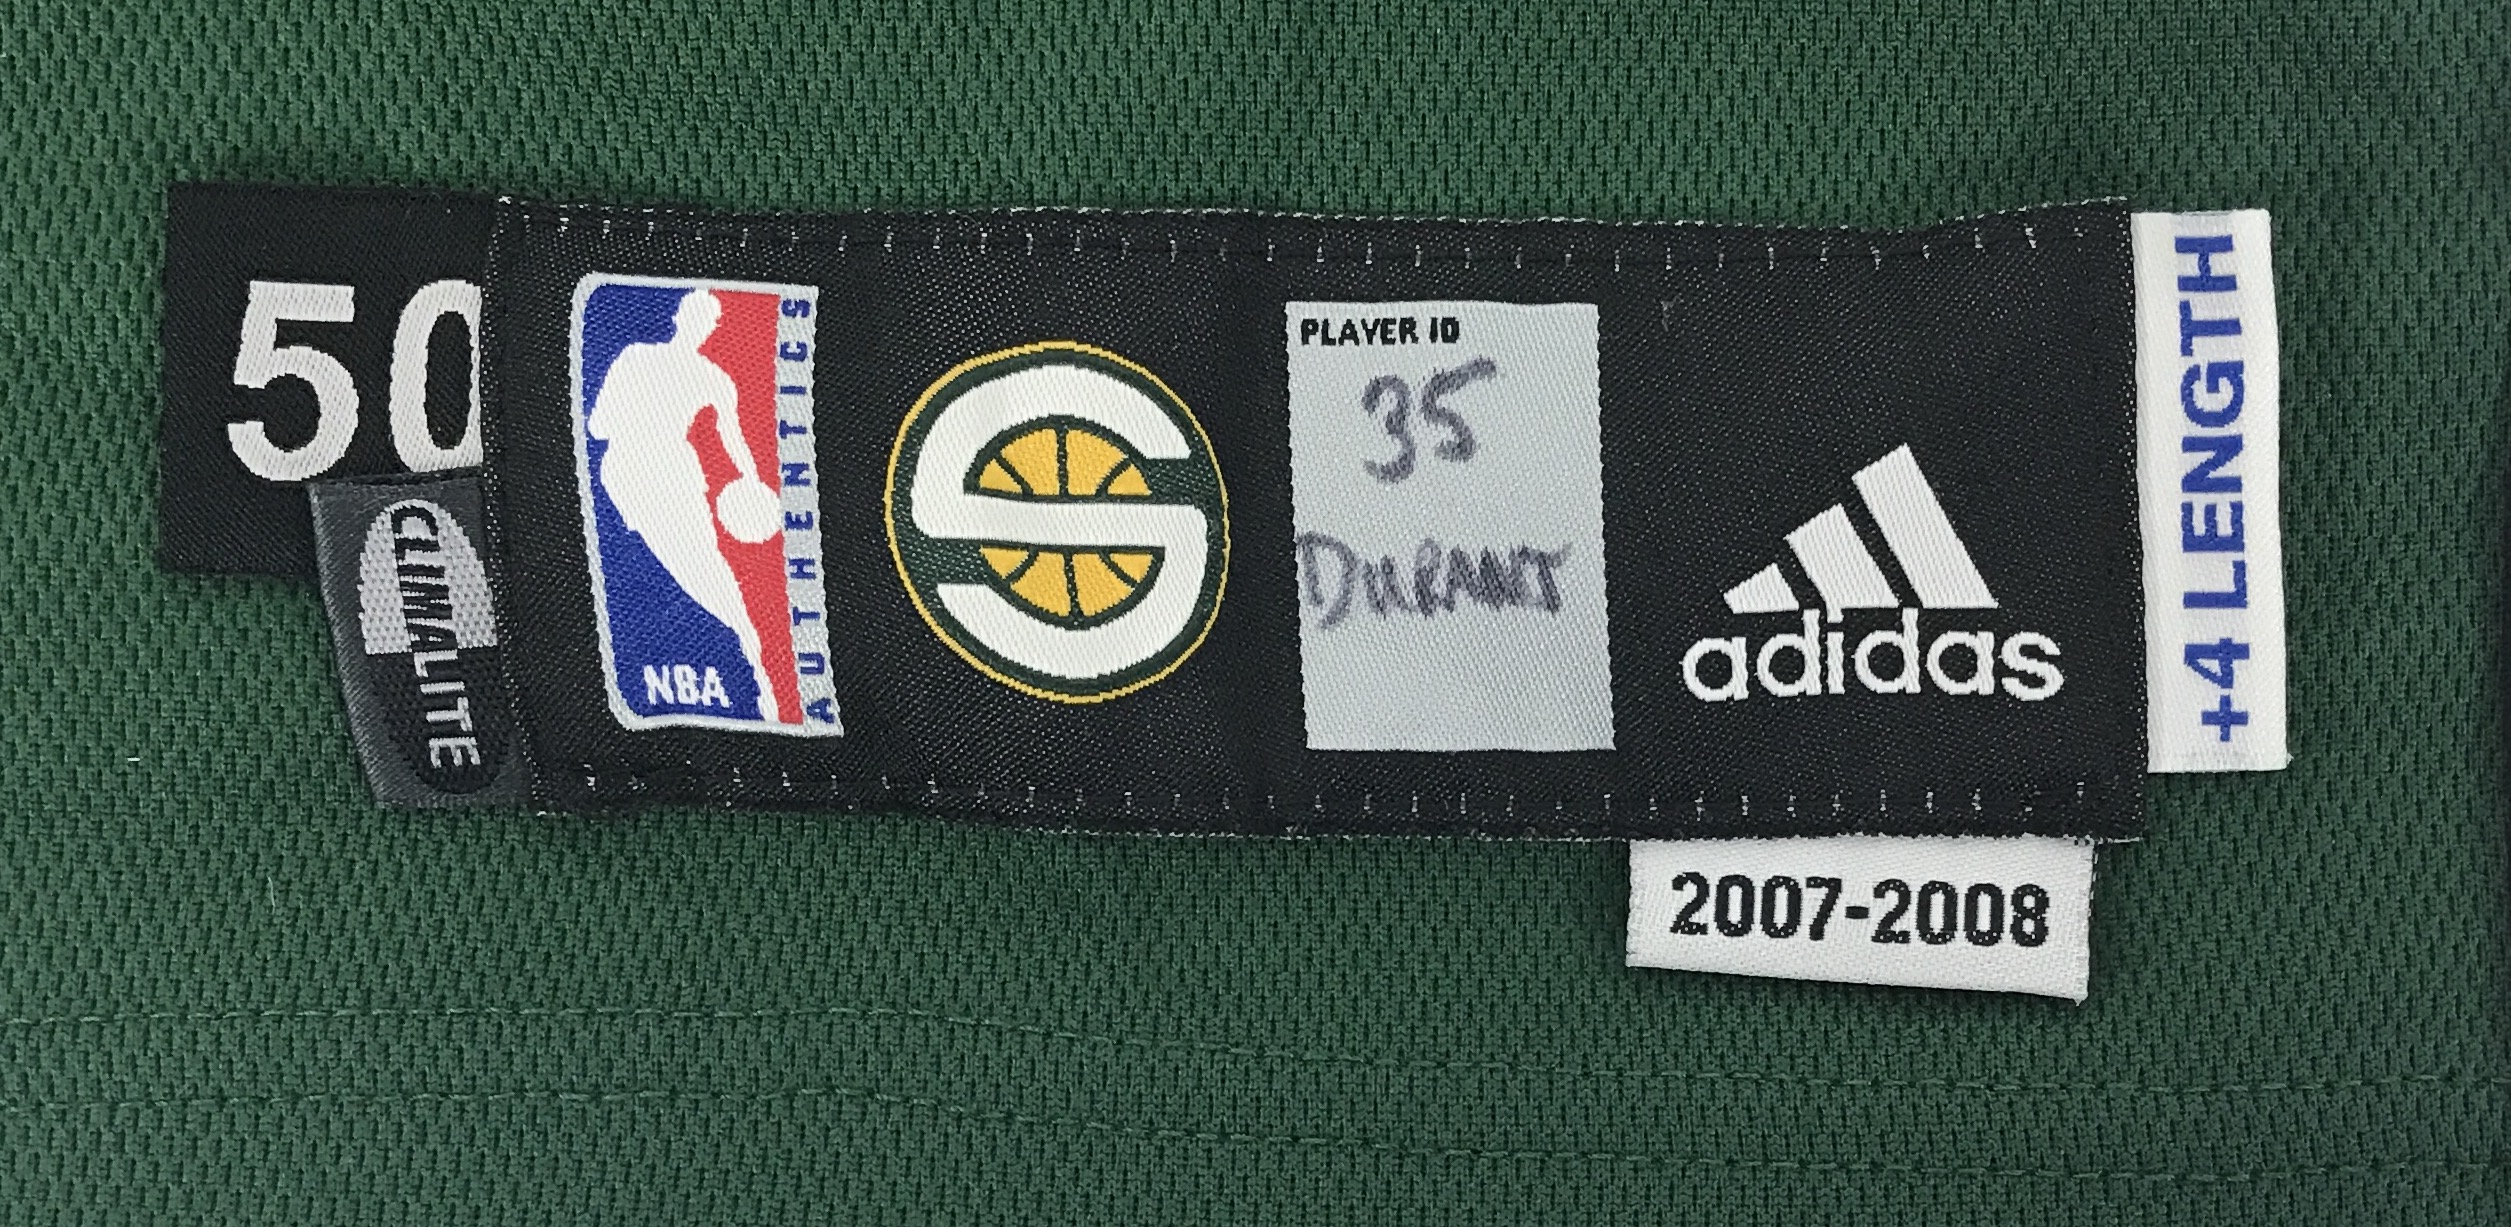 50
CLIMALITE
NBA
AUTHENTICS
S
PLAYER ID
35
DURANT
adidas
+4 LENGTH
2007-2008